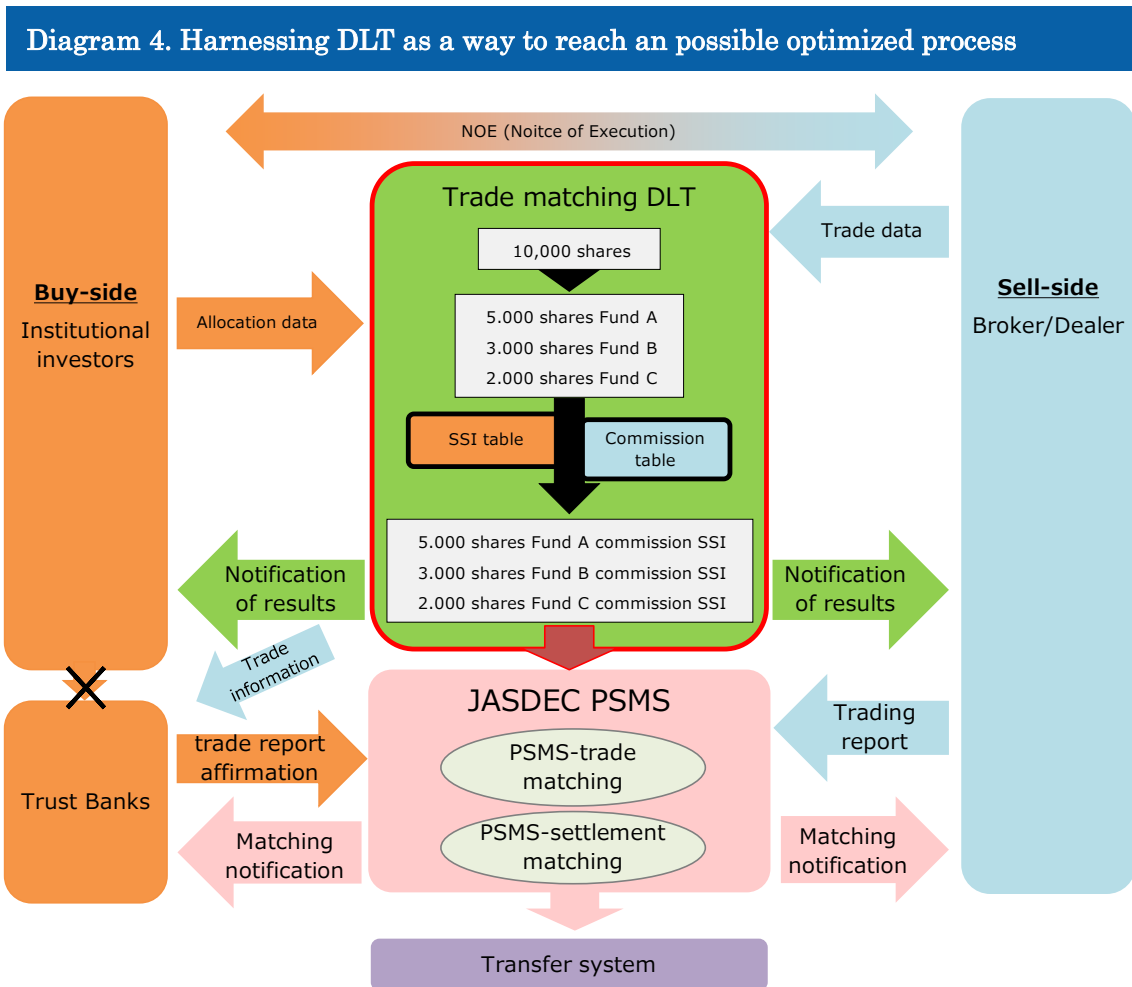 Diagram 4. Harnessing DLT as a way to reach an possible optimized process
NOE (Noitce of Execution)
Trade matching DLT
Trade data
10,000 shares
Buy-side
Institutional
investors
Allocation data
5.000 shares Fund A
3.000 shares Fund B
2.000 shares Fund C
Sell-side
Broker/Dealer
SSI table
Commission
table
5.000 shares Fund A commission SSI
3.000 shares Fund B commission SSI
2.000 shares Fund C commission SSI
Notification
of results
Notification
of results
Trade
information
JASDEC PSMS
Trading
report
trade report
affirmation
PSMS-trade
matching
Trust Banks
PSMS-settlement
matching
Matching
notification
Matching
notification
Transfer system